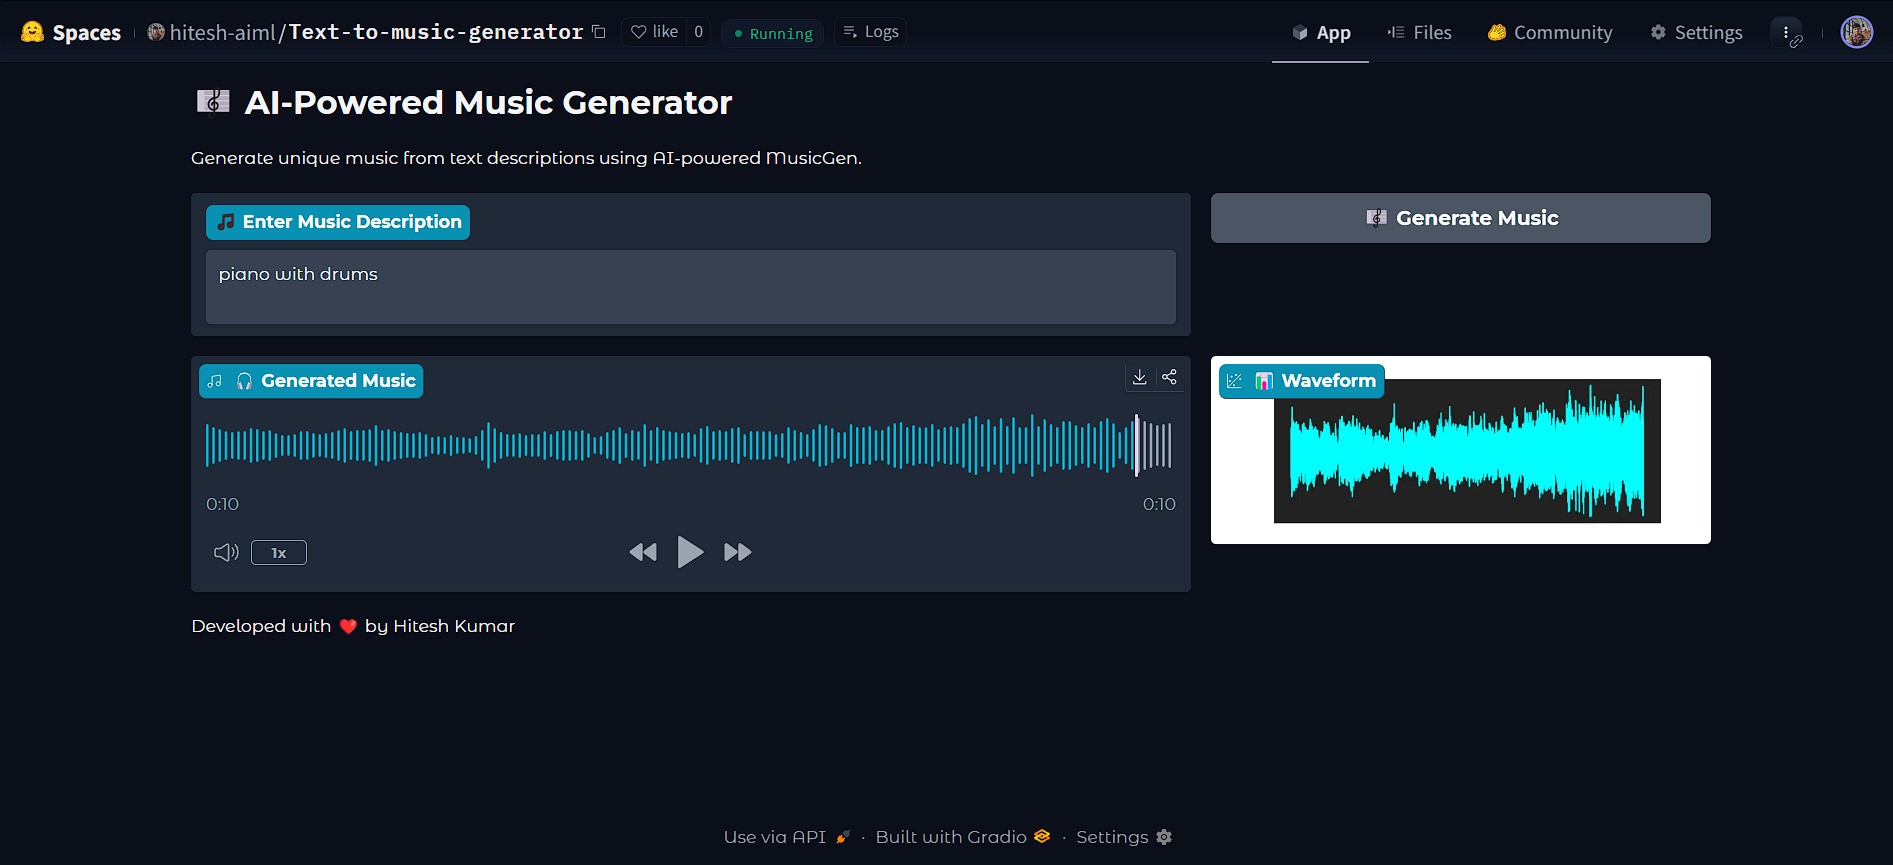 Spaces hitesh-aiml/Text-to-music-generator like 0 Running Logs App Files Community Settings
AI-Powered Music Generator
Generate unique music from text descriptions using AI-powered MusicGen.
Enter Music Description
Generate Music
piano with drums
Generated Music
Waveform
0:10 0:10
1x
Developed with ❤️ by Hitesh Kumar
Use via API · Built with Gradio · Settings